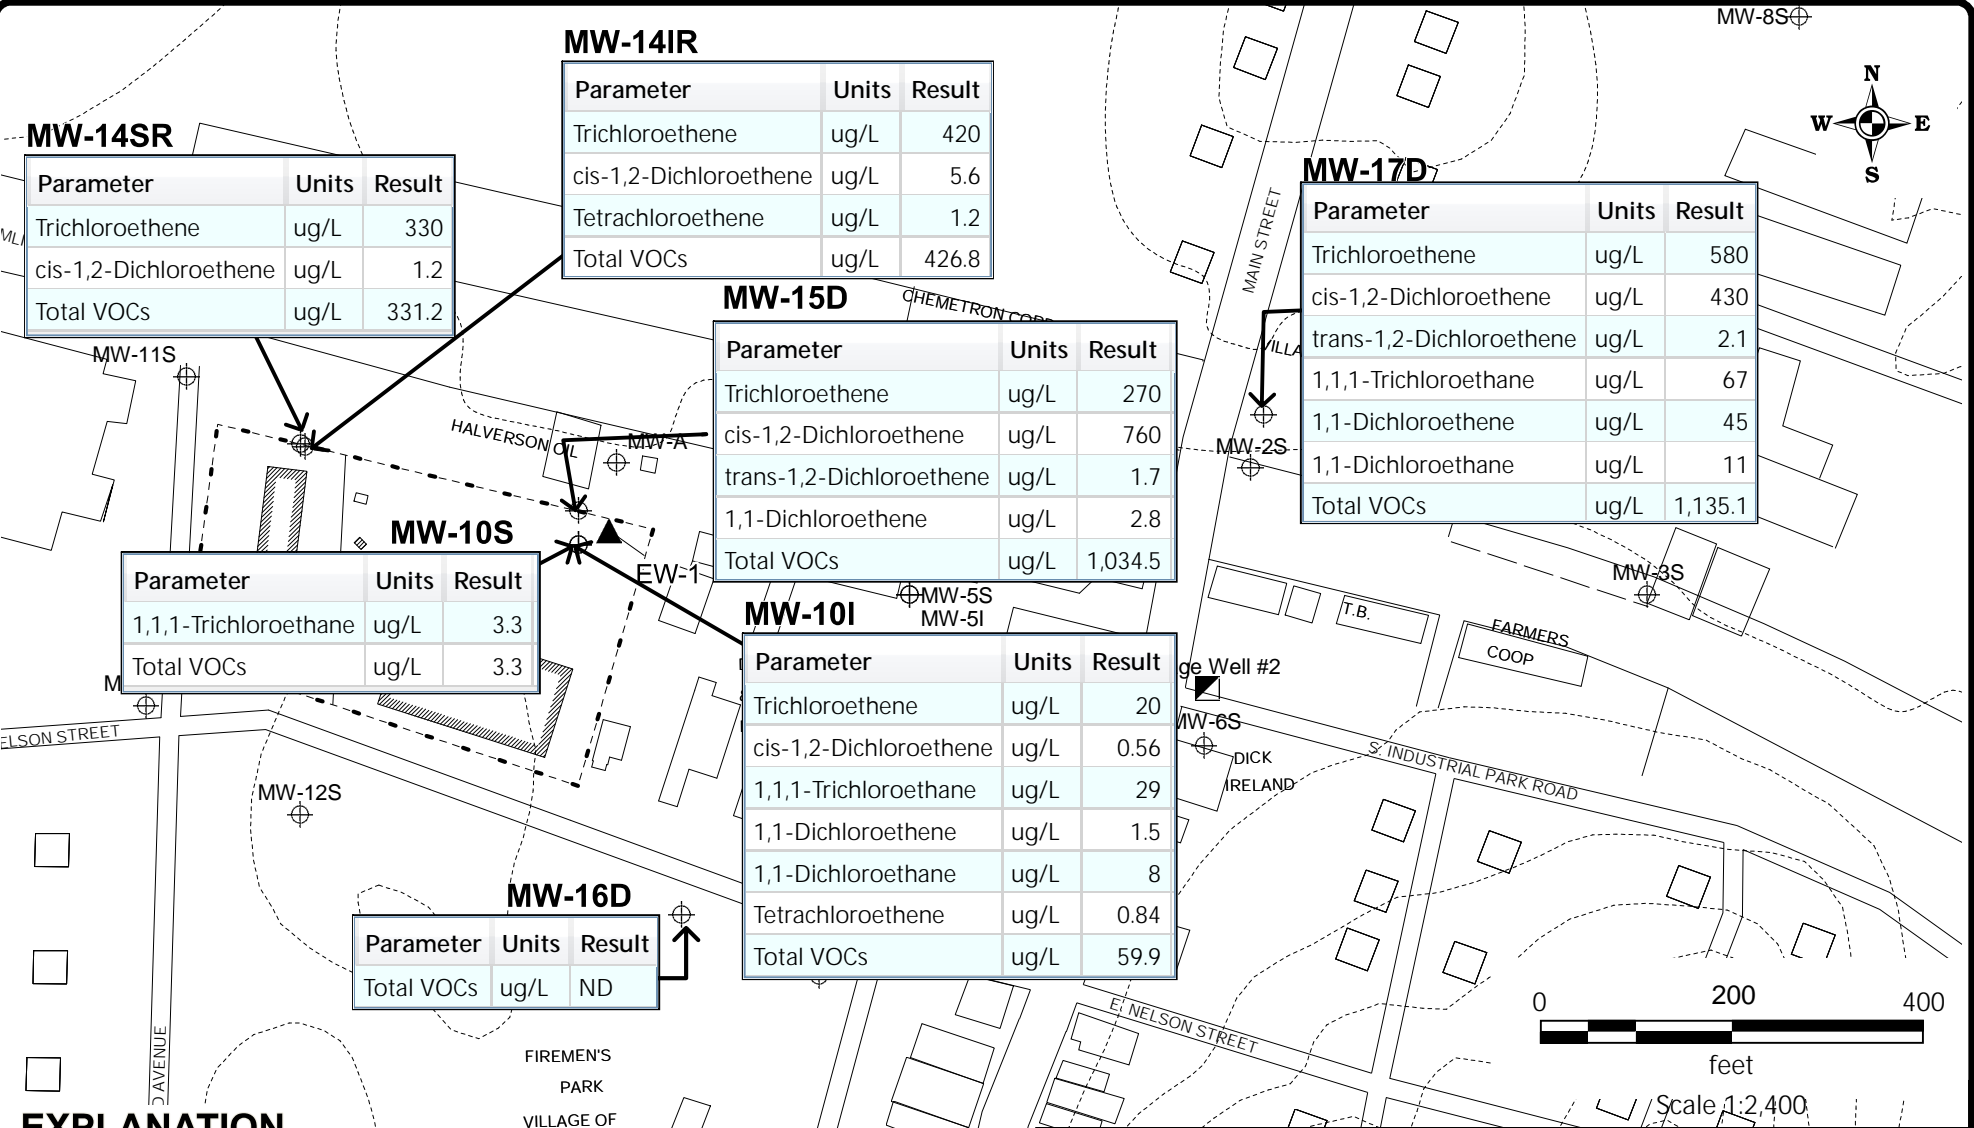 MW-8S
N
W E
S
MW-14IR
Parameter Units Result
Trichloroethene ug/L 420
cis-1,2-Dichloroethene ug/L 5.6
Tetrachloroethene ug/L 1.2
Total VOCs ug/L 426.8
MW-14SR
Parameter Units Result
Trichloroethene ug/L 330
cis-1,2-Dichloroethene ug/L 1.2
Total VOCs ug/L 331.2
MW-17D
Parameter Units Result
Trichloroethene ug/L 580
cis-1,2-Dichloroethene ug/L 430
trans-1,2-Dichloroethene ug/L 2.1
1,1,1-Trichloroethane ug/L 67
1,1-Dichloroethene ug/L 45
1,1-Dichloroethane ug/L 11
Total VOCs ug/L 1,135.1
MAIN STREET
CHEMETRON CORP
VILLA
MW-15D
Parameter Units Result
Trichloroethene ug/L 270
cis-1,2-Dichloroethene ug/L 760
trans-1,2-Dichloroethene ug/L 1.7
1,1-Dichloroethene ug/L 2.8
Total VOCs ug/L 1,034.5
MW-11S
HALVERSON OIL
MW-A
MW-2S
MW-10S
Parameter Units Result
1,1,1-Trichloroethane ug/L 3.3
Total VOCs ug/L 3.3
EW-1
MW-5S
MW-5I
MW-3S
T.B.
FARMERS
COOP
MW-10I
Parameter Units Result
Trichloroethene ug/L 20
cis-1,2-Dichloroethene ug/L 0.56
1,1,1-Trichloroethane ug/L 29
1,1-Dichloroethene ug/L 1.5
1,1-Dichloroethane ug/L 8
Tetrachloroethene ug/L 0.84
Total VOCs ug/L 59.9
ge Well #2
M
MW-6S
ELSON STREET
DICK
IRELAND
S. INDUSTRIAL PARK ROAD
MW-12S
MW-16D
Parameter Units Result
Total VOCs ug/L ND
D AVENUE
E. NELSON STREET
FIREMEN'S
PARK
VILLAGE OF
0 200 400
feet
Scale 1:2,400
EXPLANATION